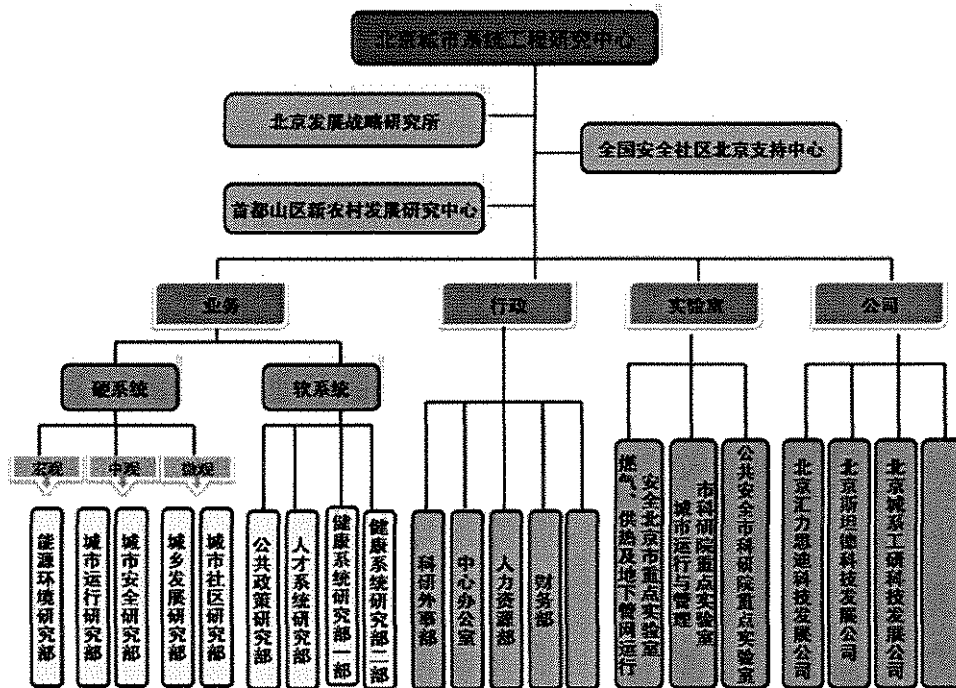 北京城市系统工程研究中心
北京发展战略研究所
全国安全社区北京支持中心
首都山区新农村发展研究中心
业务
行政
实验室
公司
硬系统
软系统
宏观
中观
微观
能源环境研究部
城市运行研究部
城市安全研究部
城乡发展研究部
城市社区研究部
公共政策研究部
人才系统研究部
健康系统研究部一部
健康系统研究部二部
科研外事部
中心办公室
人力资源部
财务部
燃气、供热及地下管网运行
安全北京市重点实验室
城市运行与管理
市科研院重点实验室
公共安全市科研院重点实验室
北京汇力思迪科技发展公司
北京斯坦德科技发展公司
北京城系工研科技发展公司